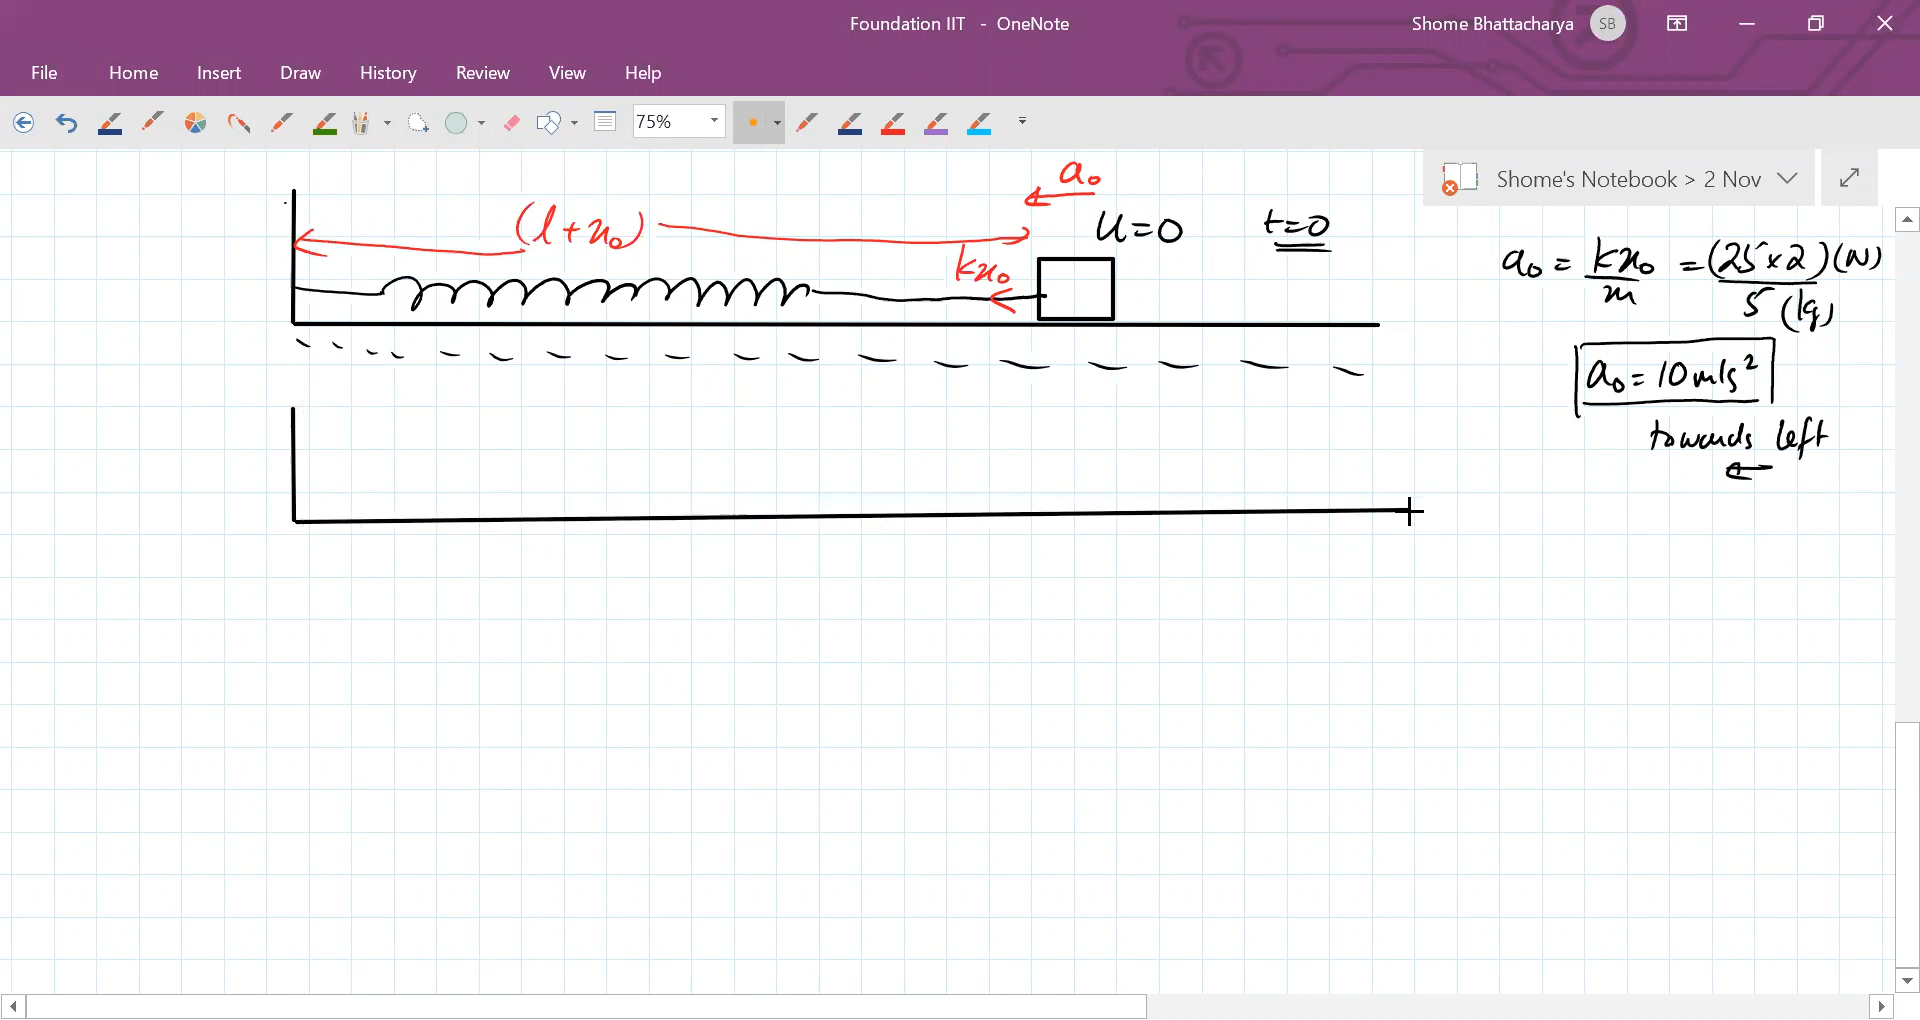 Foundation IIT - OneNote
Shome Bhattacharya
SB
File Home Insert Draw History Review View Help
75%
Shome's Notebook > 2 Nov
a₀
(l+x₀)
u=0
t=0
kx₀
a₀ = kx₀/m = (25×2)(N)/5(kg)
a₀ = 10 m/s²
towards left